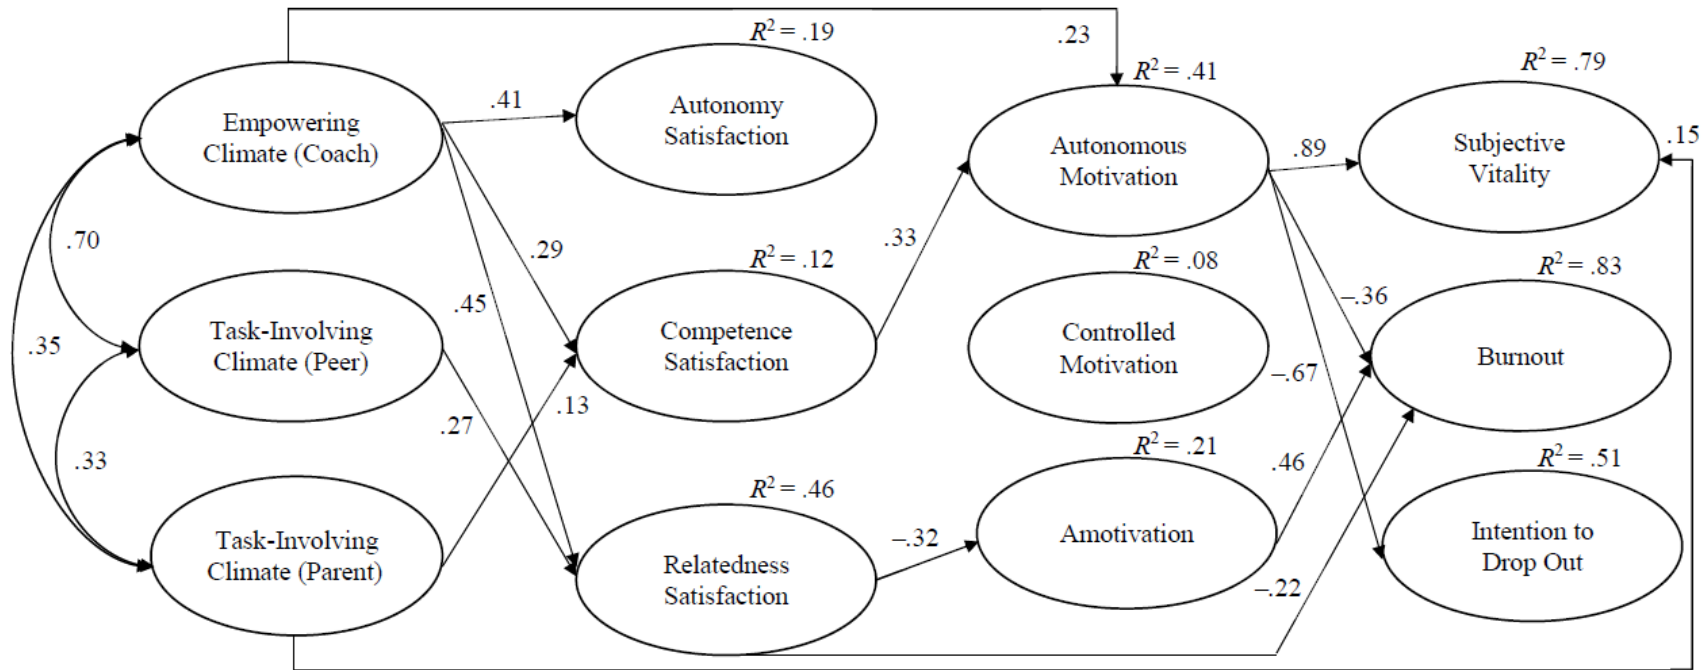 R² = .19
.23
R² = .41
R² = .79
Empowering
Climate (Coach)
.41
Autonomy
Satisfaction
Autonomous
Motivation
.89
Subjective
Vitality
.15
.70
.29
.33
R² = .12
R² = .08
R² = .83
.45
–.36
.35
Task-Involving
Climate (Peer)
Competence
Satisfaction
Controlled
Motivation
Burnout
–.67
.27
.13
.33
R² = .21
.46
R² = .51
R² = .46
Task-Involving
Climate (Parent)
Relatedness
Satisfaction
–.32
Amotivation
Intention to
Drop Out
–.22